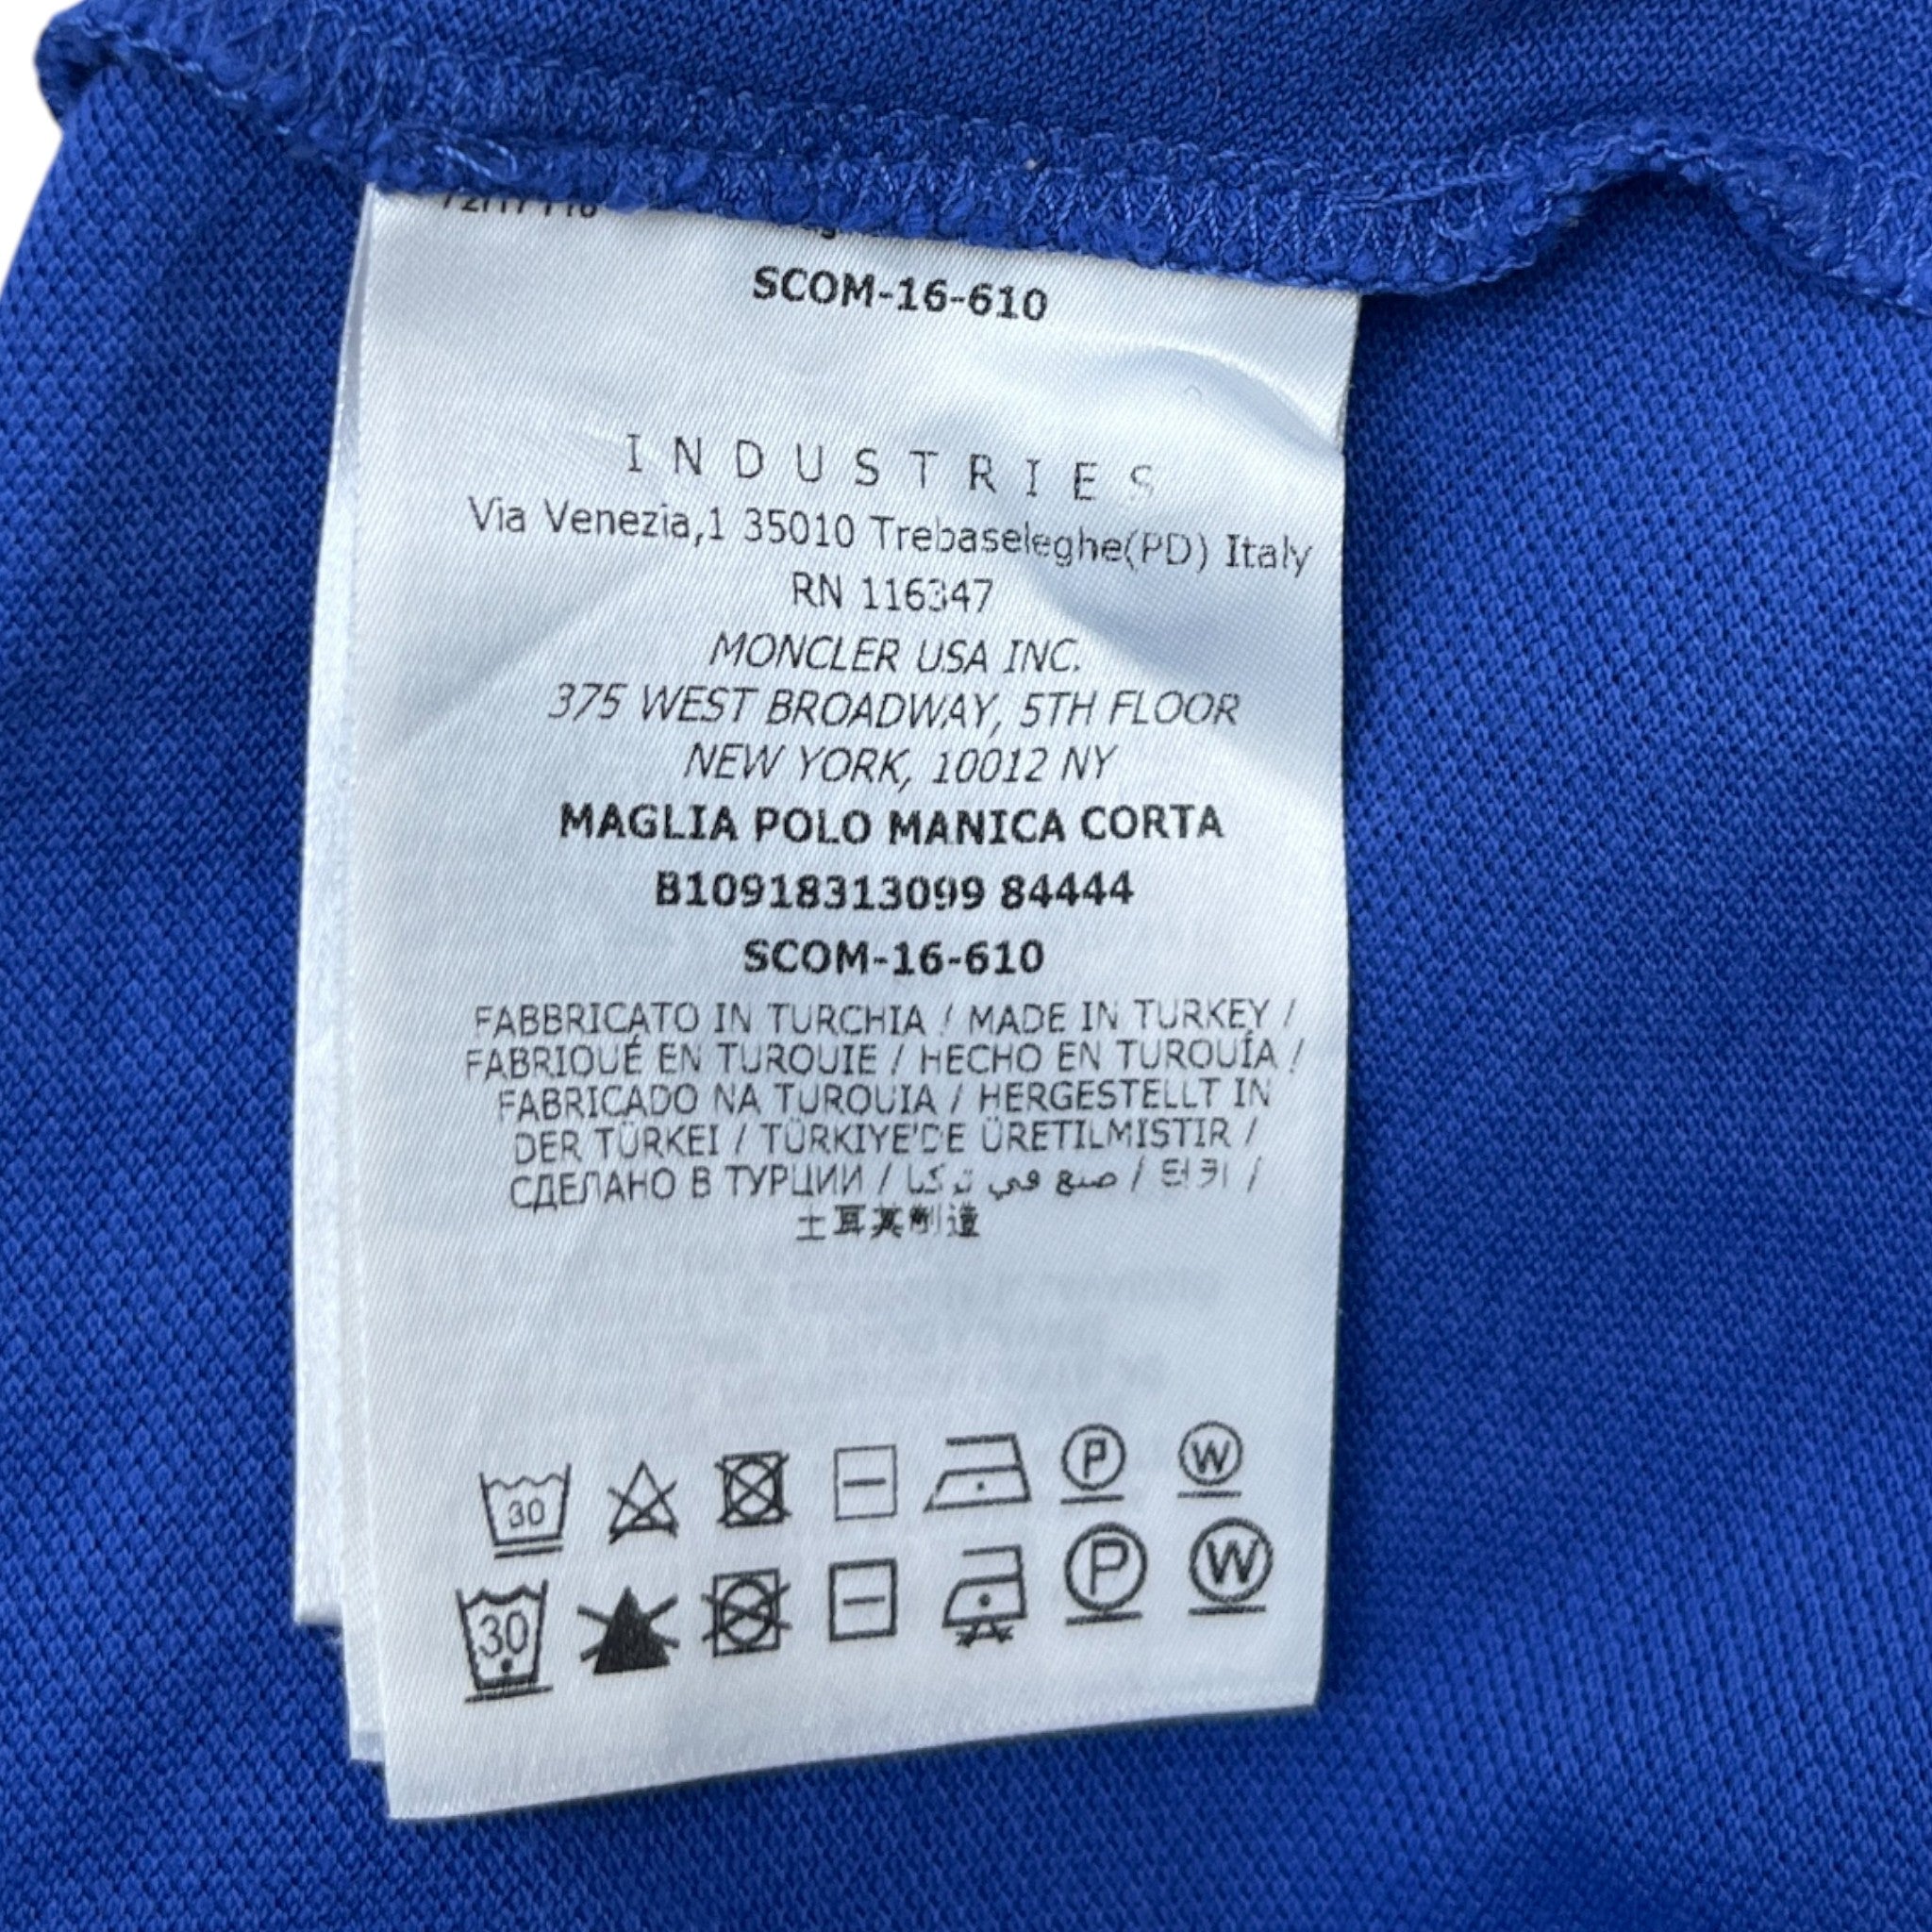 SCOM-16-610
INDUSTRIES
Via Venezia,1 35010 Trebaseleghe(PD) Italy
RN 116347
MONCLER USA INC.
375 WEST BROADWAY, 5TH FLOOR
NEW YORK, 10012 NY
MAGLIA POLO MANICA CORTA
B10918313099 84444
SCOM-16-610
FABBRICATO IN TURCHIA / MADE IN TURKEY /
FABRIQUÉ EN TURQUIE / HECHO EN TURQUÍA /
FABRICADO NA TURQUIA / HERGESTELLT IN
DER TÜRKEI / TÜRKIYE'DE ÜRETILMISTIR /
СДЕЛАНО В ТУРЦИИ / صنع في تركيا / 터키 /
土耳其制造
30 P W
30 P W